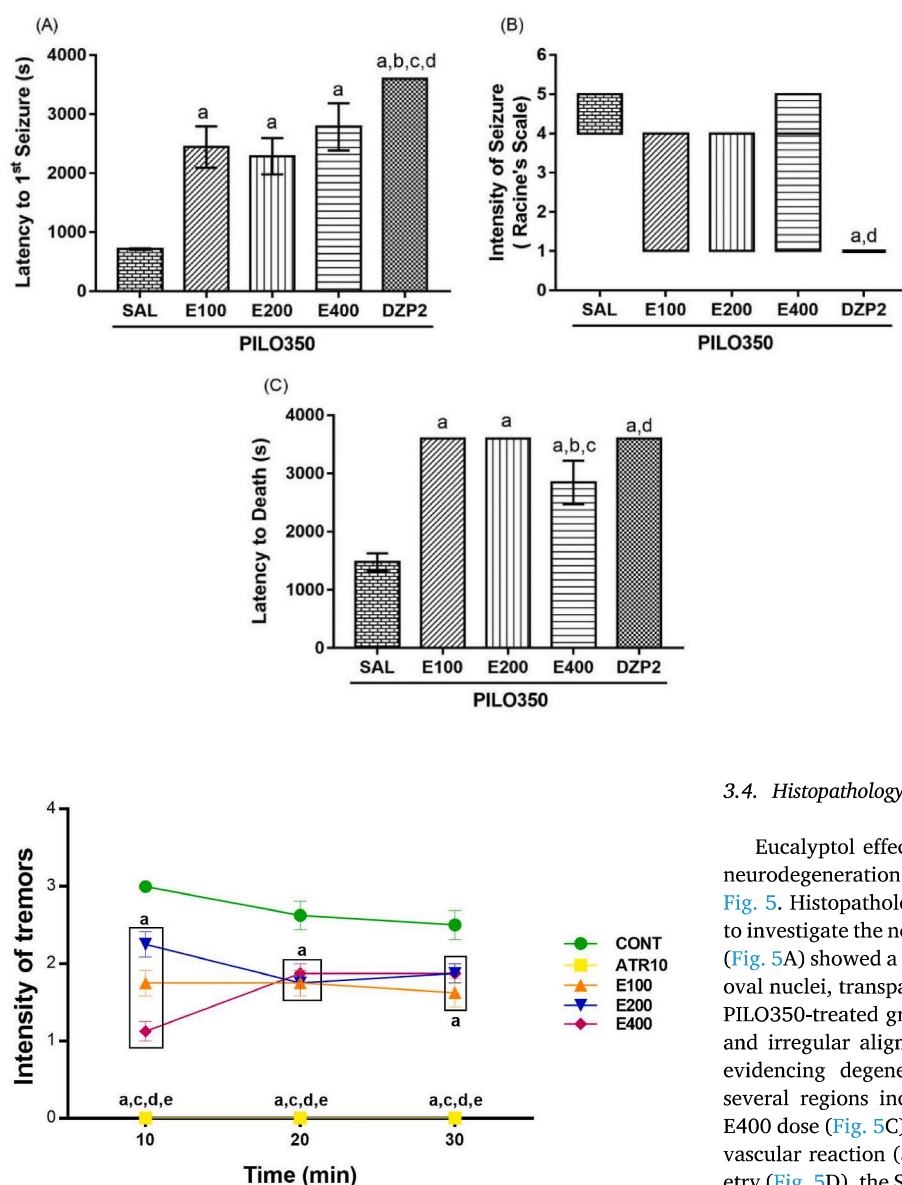 (A)
4000
3000
2000
1000
0
Latency to 1st Seizure (s)
a
a
a
a,b,c,d
SAL E100 E200 E400 DZP2
PILO350
(B)
6
5
4
3
2
1
0
Intensity of Seizure
( Racine's Scale)
a,d
SAL E100 E200 E400 DZP2
PILO350
(C)
4000
3000
2000
1000
0
Latency to Death (s)
a
a
a,b,c
a,d
SAL E100 E200 E400 DZP2
PILO350
4
3
2
1
0
Intensity of tremors
a
a
a
a,c,d,e a,c,d,e a,c,d,e
10 20 30
Time (min)
CONT
ATR10
E100
E200
E400
3.4. Histopathology
Eucalyptol effec
neurodegeneration
Fig. 5. Histopatholo
to investigate the ne
(Fig. 5A) showed a
oval nuclei, transpa
PILO350-treated gr
and irregular align
evidencing degene
several regions inc
E400 dose (Fig. 5C)
vascular reaction (
etry (Fig. 5D), the S